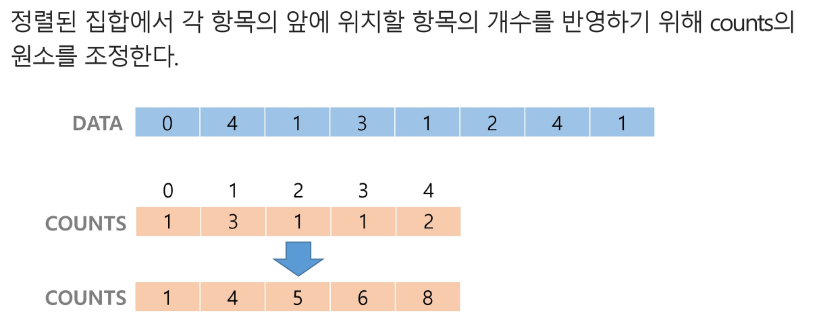 정렬된 집합에서 각 항목의 앞에 위치할 항목의 개수를 반영하기 위해 counts의
원소를 조정한다.
DATA 0 4 1 3 1 2 4 1
0 1 2 3 4
COUNTS 1 3 1 1 2
COUNTS 1 4 5 6 8